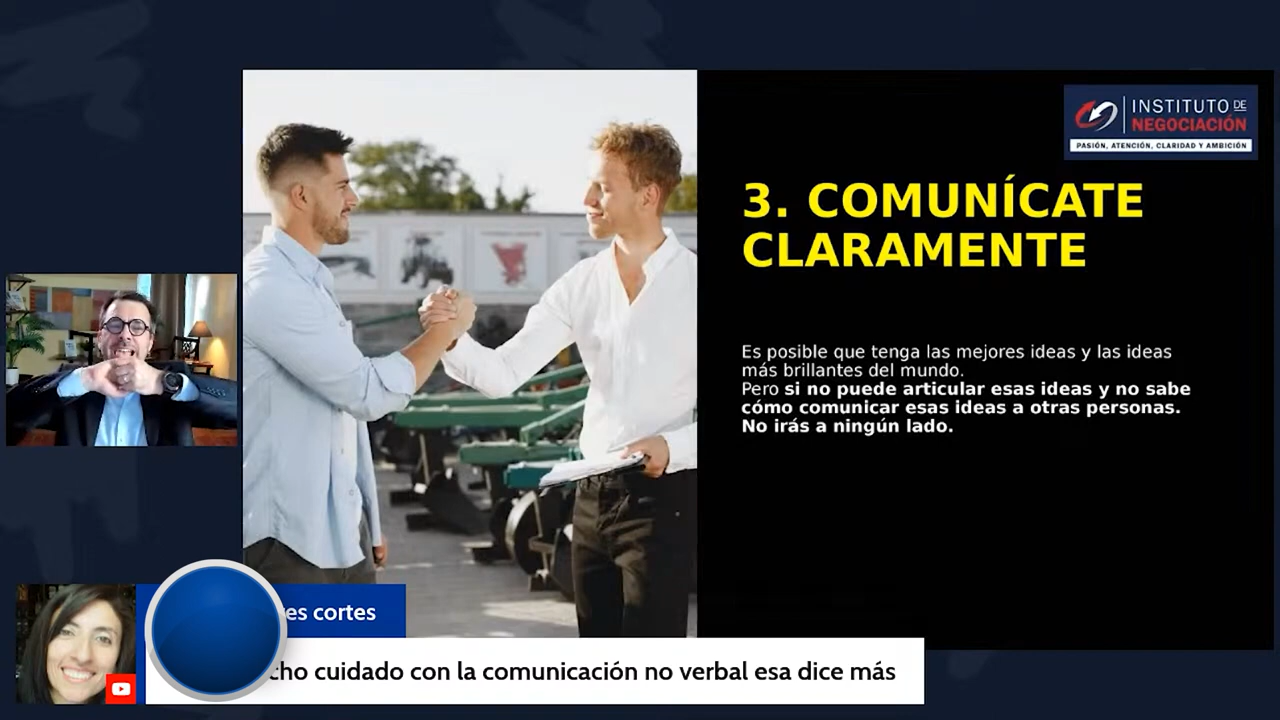 INSTITUTO DE
NEGOCIACIÓN
PASIÓN, ATENCIÓN, CLARIDAD Y AMBICIÓN
3. COMUNÍCATE
CLARAMENTE
Es posible que tenga las mejores ideas y las ideas
más brillantes del mundo.
Pero si no puede articular esas ideas y no sabe
cómo comunicar esas ideas a otras personas.
No irás a ningún lado.
cortes
cuidado con la comunicación no verbal esa dice más